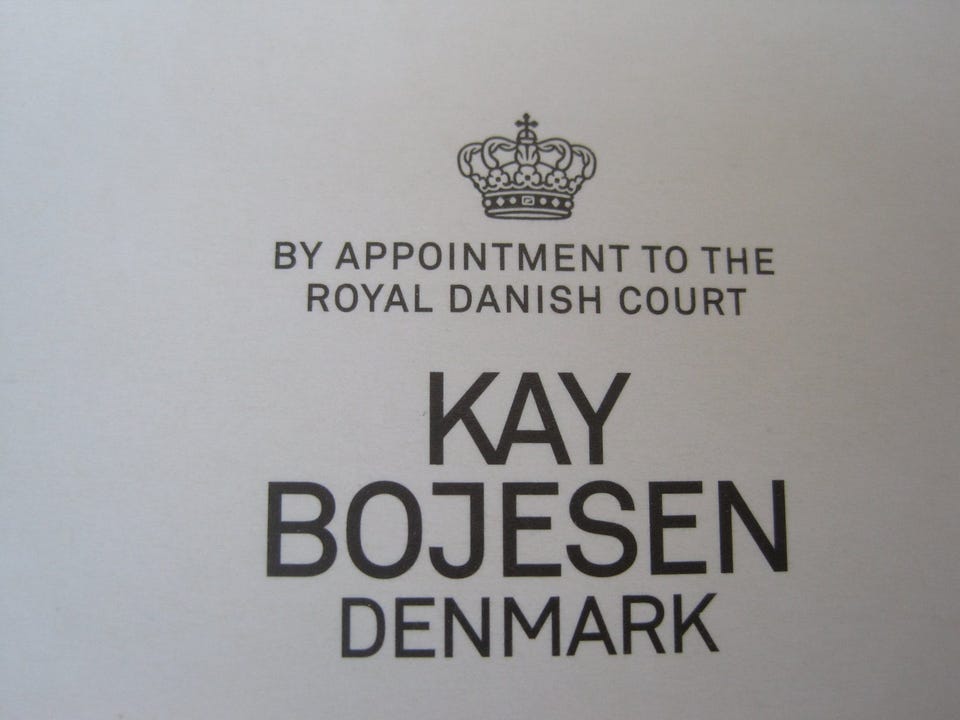 BY APPOINTMENT TO THE
ROYAL DANISH COURT
KAY
BOJESEN
DENMARK